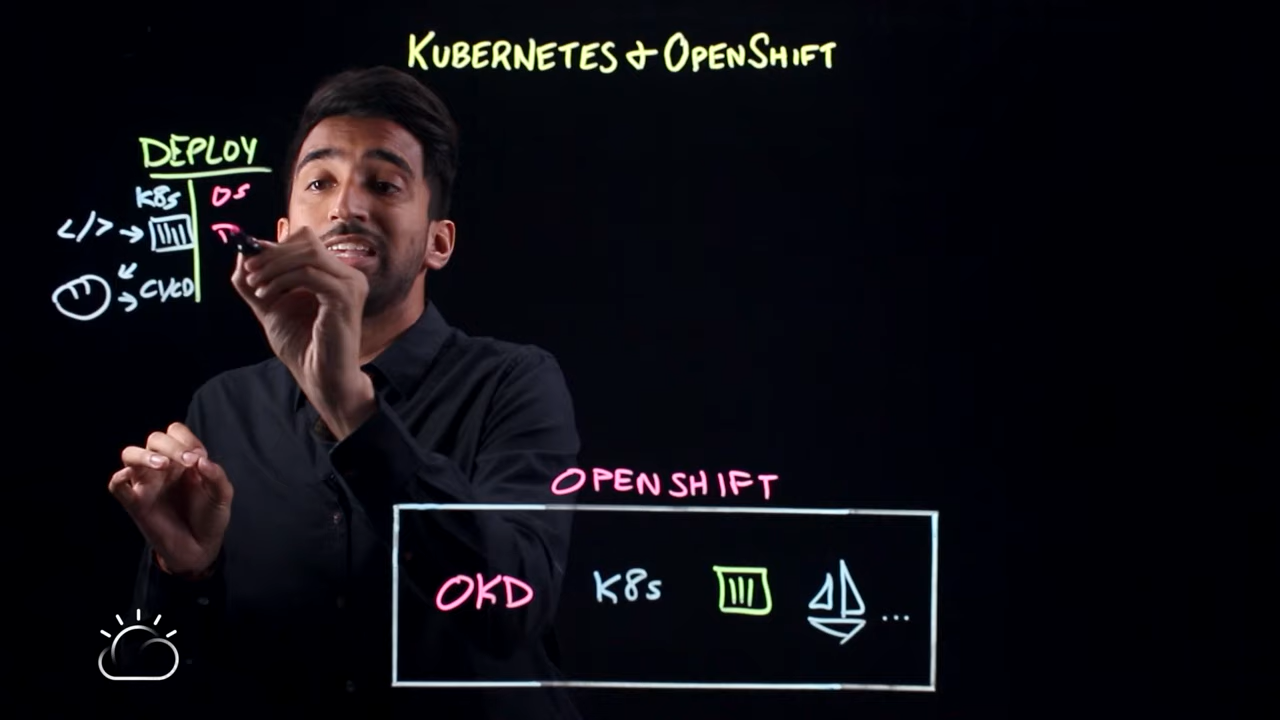 KUBERNETES & OPENSHIFT
DEPLOY
K8s OS
</>
CI/CD
OPENSHIFT
OKD K8s ...